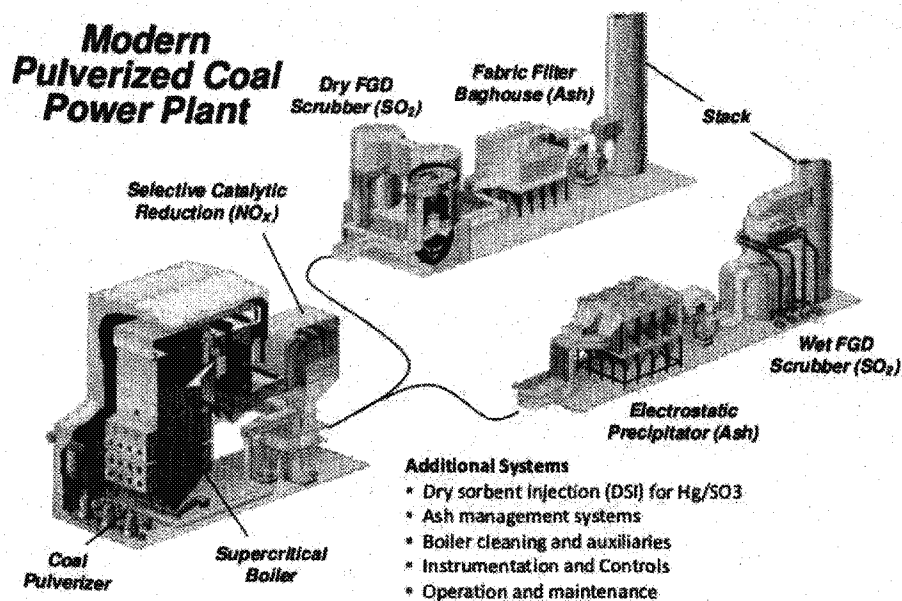 Modern
Pulverized Coal
Power Plant
Dry FGD
Scrubber (SO₂)
Fabric Filter
Baghouse (Ash)
Stack
Selective Catalytic
Reduction (NOₓ)
Wet FGD
Scrubber (SO₂)
Electrostatic
Precipitator (Ash)
Coal
Pulverizer
Supercritical
Boiler
Additional Systems
• Dry sorbent injection (DSI) for Hg/SO3
• Ash management systems
• Boiler cleaning and auxiliaries
• Instrumentation and Controls
• Operation and maintenance